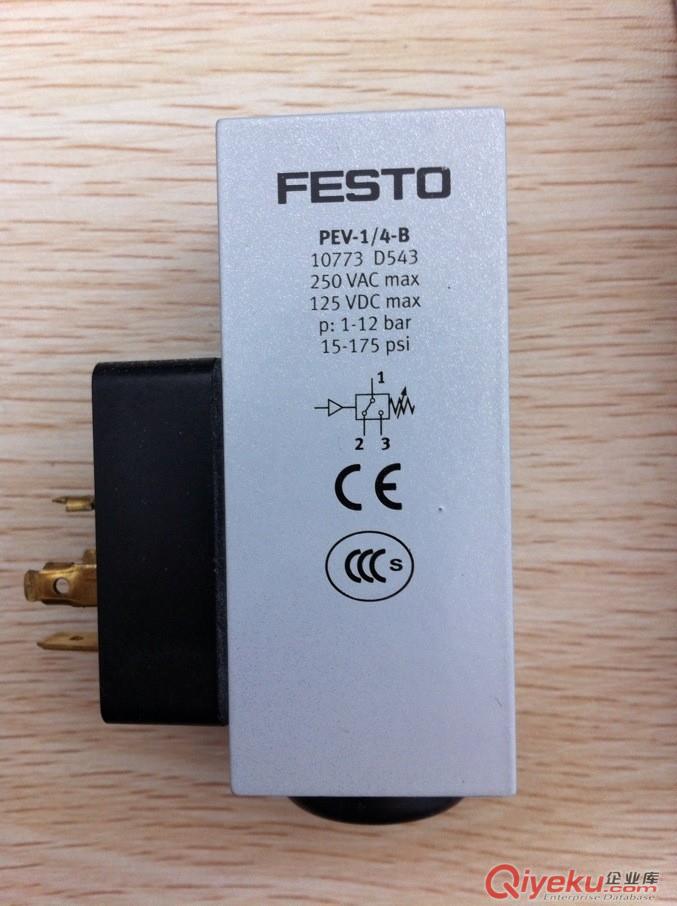 FESTO
PEV-1/4-B
10773 D543
250 VAC max
125 VDC max
p: 1-12 bar
15-175 psi
1
2 3
CE
CCC S
Qiyeku.com 企业库
Enterprise Database